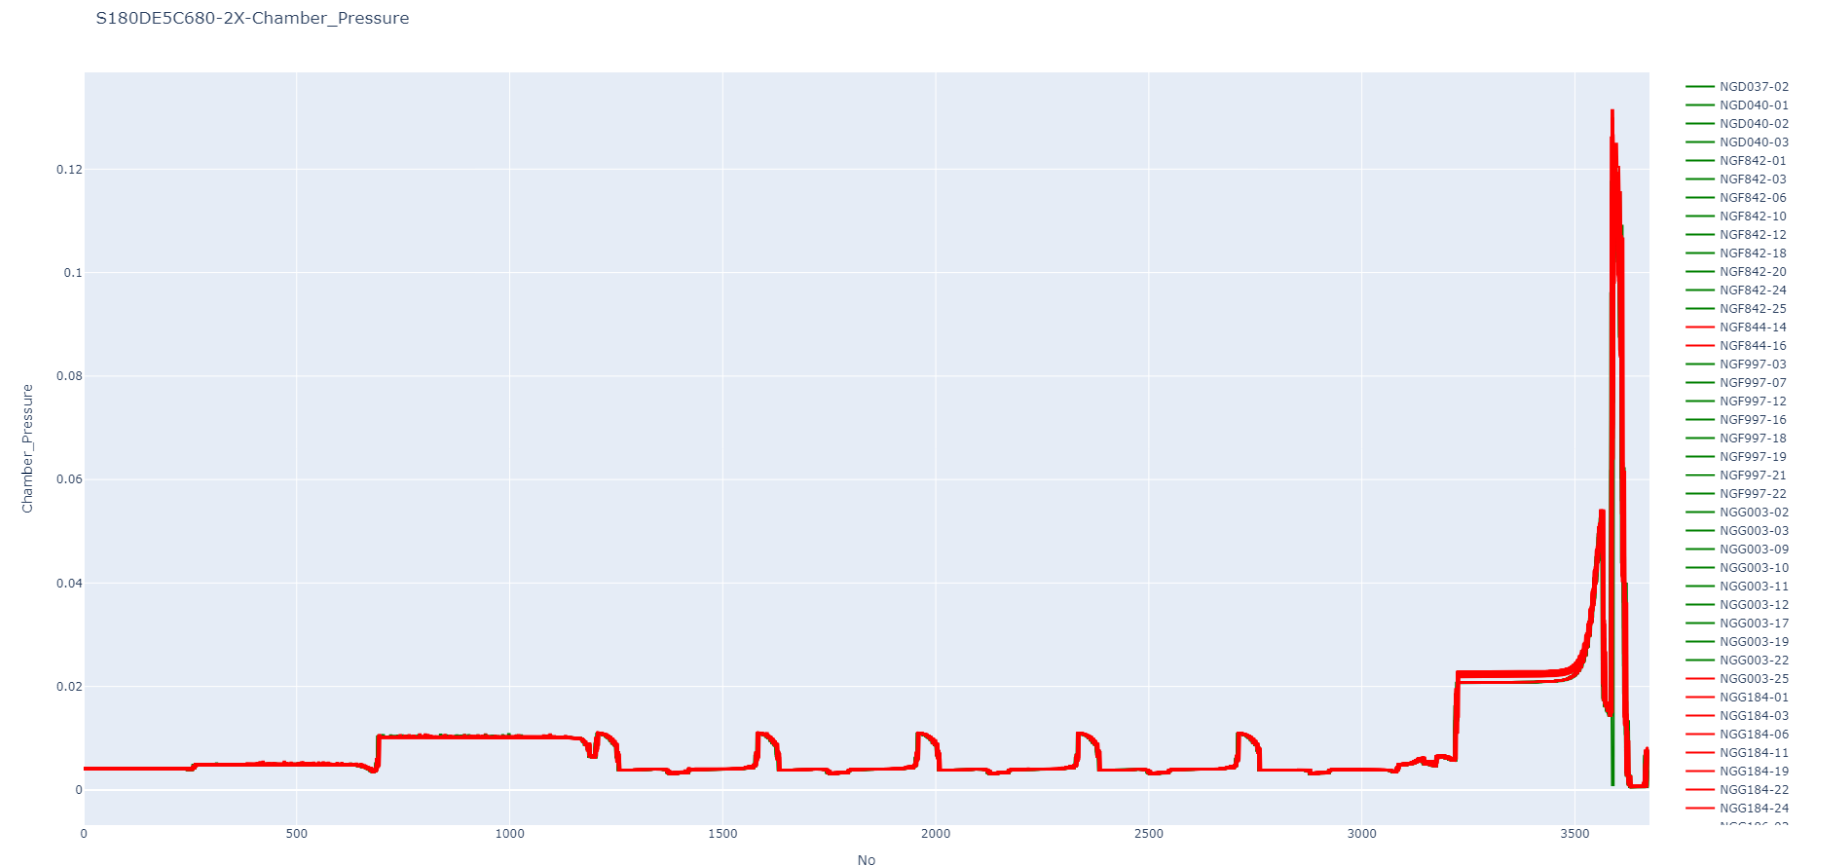 S180DE5C680-2X-Chamber_Pressure
0.12
0.1
0.08
0.06
0.04
0.02
0
Chamber_Pressure
0 500 1000 1500 2000 2500 3000 3500
No
NGD037-02
NGD040-01
NGD040-02
NGD040-03
NGF842-01
NGF842-03
NGF842-06
NGF842-10
NGF842-12
NGF842-18
NGF842-20
NGF842-24
NGF842-25
NGF844-14
NGF844-16
NGF997-03
NGF997-07
NGF997-12
NGF997-16
NGF997-18
NGF997-19
NGF997-21
NGF997-22
NGG003-02
NGG003-03
NGG003-09
NGG003-10
NGG003-11
NGG003-12
NGG003-17
NGG003-19
NGG003-22
NGG003-25
NGG184-01
NGG184-03
NGG184-06
NGG184-11
NGG184-19
NGG184-22
NGG184-24